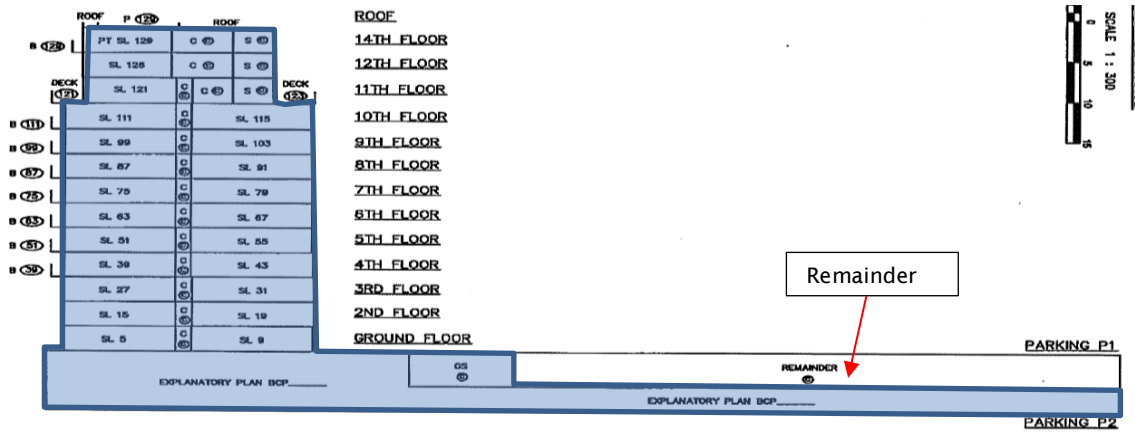 ROOF P 129 ROOF
ROOF
B 129 PT SL 129 C S 14TH FLOOR
SL 126 C S 12TH FLOOR
DECK 121 SL 121 C C S DECK 123 11TH FLOOR
B 111 SL 111 C SL 115 10TH FLOOR
B 99 SL 99 C SL 103 9TH FLOOR
B 87 SL 87 C SL 91 8TH FLOOR
B 75 SL 75 C SL 79 7TH FLOOR
B 63 SL 63 C SL 67 6TH FLOOR
B 51 SL 51 C SL 55 5TH FLOOR
B 39 SL 39 C SL 43 4TH FLOOR
SL 27 C SL 31 3RD FLOOR
SL 15 C SL 19 2ND FLOOR
SL 5 C SL 9 GROUND FLOOR
SCALE 1 : 300
0 5 10 15
Remainder
PARKING P1
GS
REMAINDER
EXPLANATORY PLAN BCP______
EXPLANATORY PLAN BCP______
PARKING P2